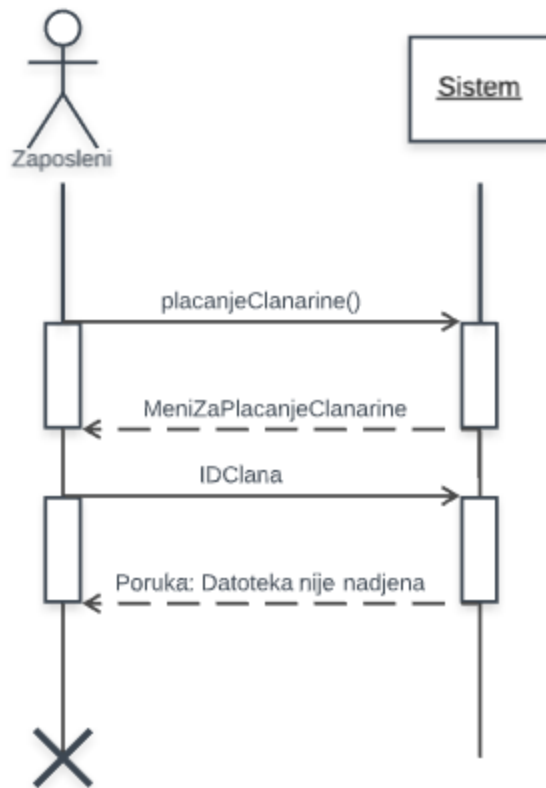 Zaposleni
Sistem
placanjeClanarine()
MeniZaPlacanjeClanarine
IDClana
Poruka: Datoteka nije nadjena